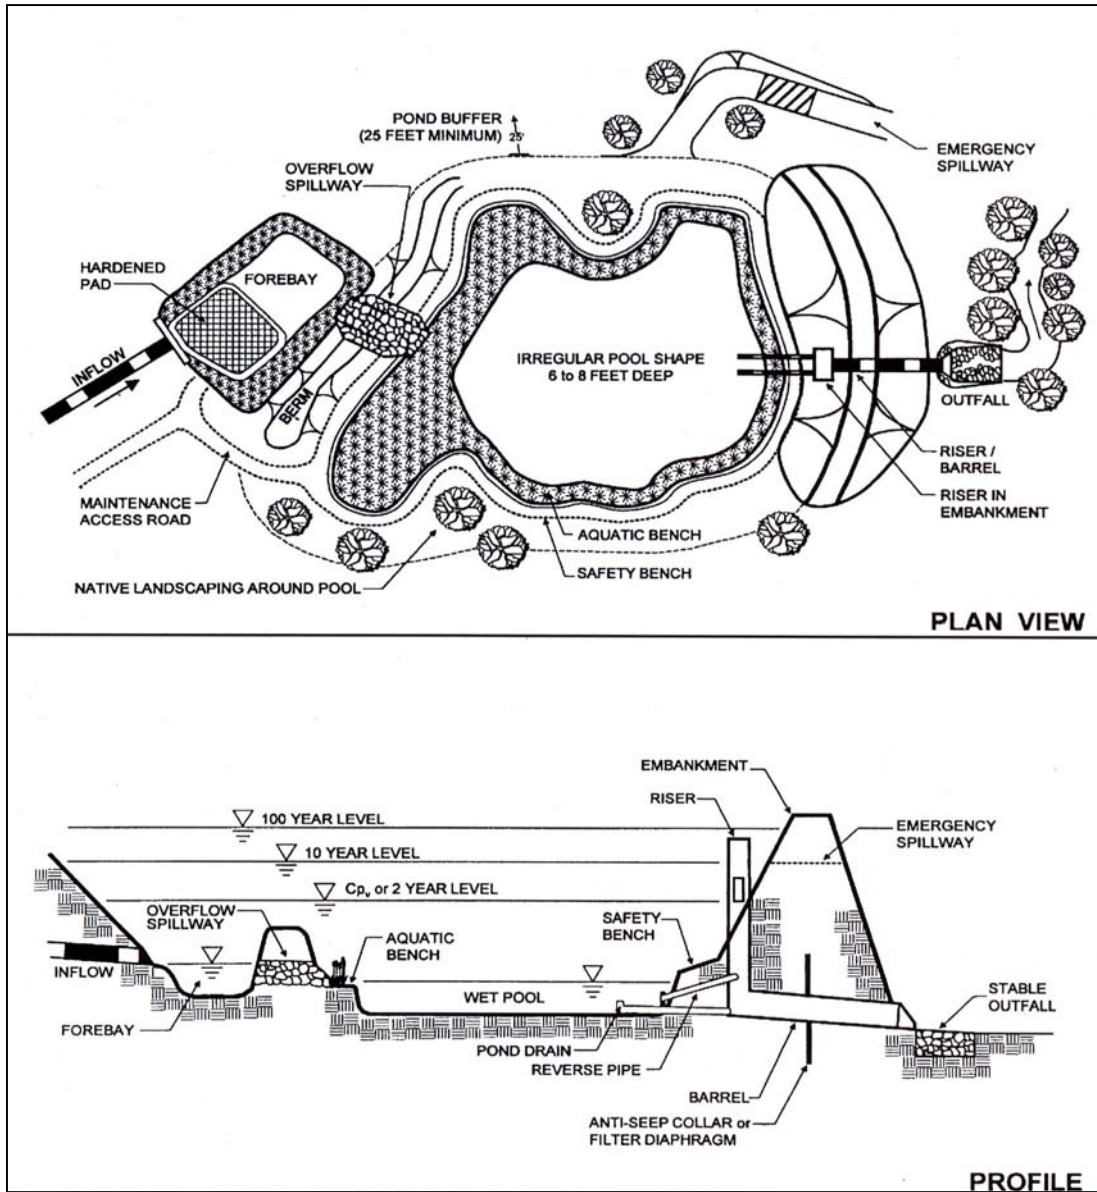 POND BUFFER
(25 FEET MINIMUM)
25'
OVERFLOW
SPILLWAY
EMERGENCY
SPILLWAY
HARDENED
PAD
FOREBAY
INFLOW
BERM
IRREGULAR POOL SHAPE
6 to 8 FEET DEEP
OUTFALL
RISER /
BARREL
RISER IN
EMBANKMENT
MAINTENANCE
ACCESS ROAD
AQUATIC BENCH
SAFETY BENCH
NATIVE LANDSCAPING AROUND POOL
PLAN VIEW
EMBANKMENT
RISER
100 YEAR LEVEL
EMERGENCY
SPILLWAY
10 YEAR LEVEL
Cpv or 2 YEAR LEVEL
OVERFLOW
SPILLWAY
SAFETY
BENCH
AQUATIC
BENCH
INFLOW
WET POOL
STABLE
OUTFALL
FOREBAY
POND DRAIN
REVERSE PIPE
BARREL
ANTI-SEEP COLLAR or
FILTER DIAPHRAGM
PROFILE